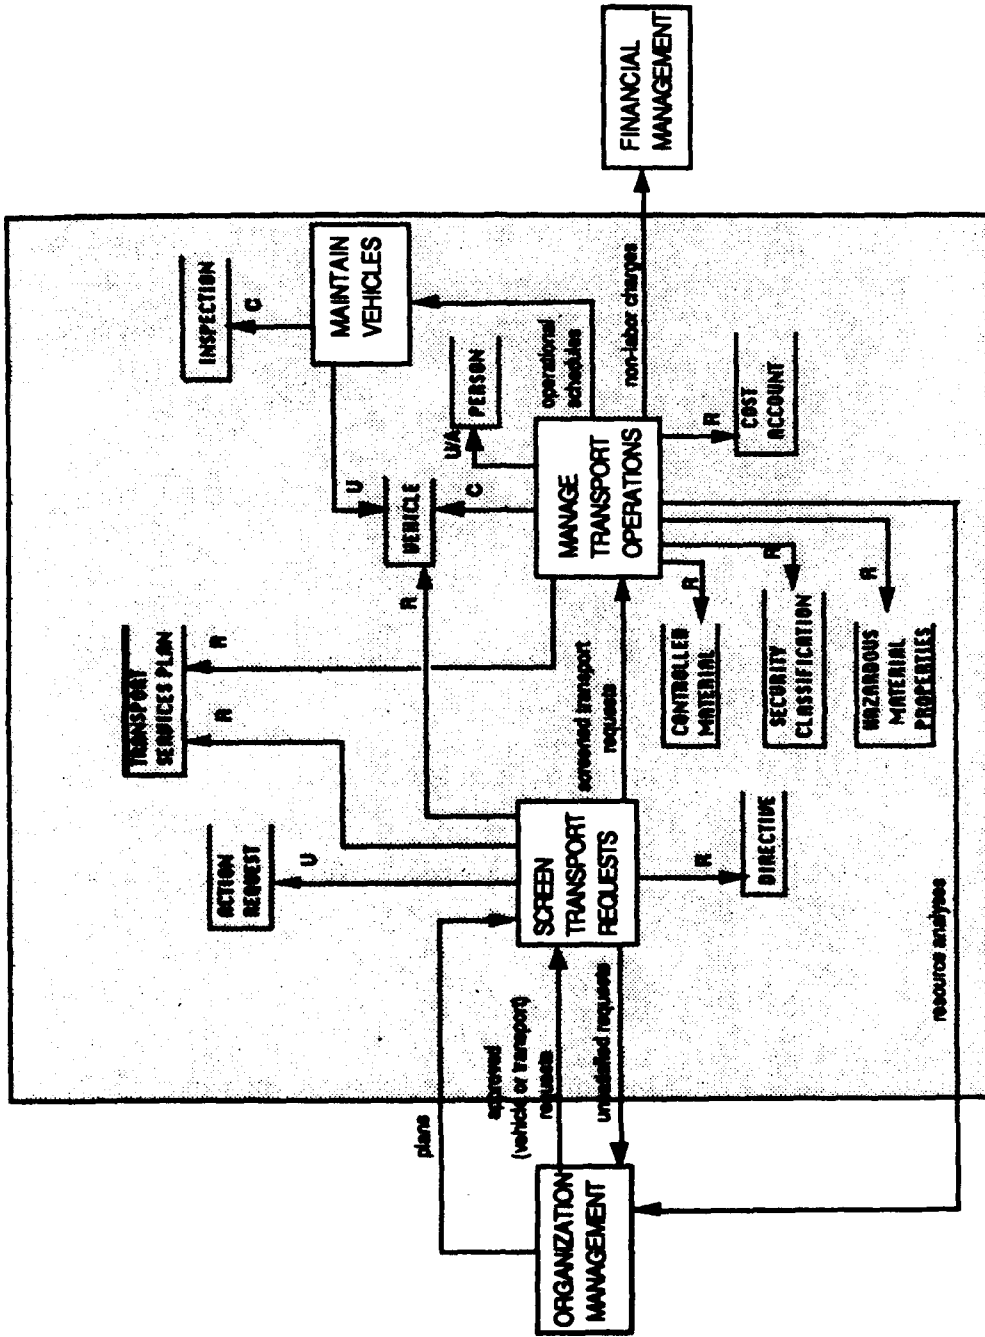 TRANSPORT
SERVICES PLAN
INSPECTION
ACTION
REQUEST
R
R
C
U
MAINTAIN
VEHICLES
U
VEHICLE
R
plans
U/A
PERSON
C
approved
(vehicle or transport)
requests
ORGANIZATION
MANAGEMENT
SCREEN
TRANSPORT
REQUESTS
screened transport
requests
MANAGE
TRANSPORT
OPERATIONS
operational
schedules
non-labor charges
FINANCIAL
MANAGEMENT
unsatisfied requests
R
DIRECTIVE
R
CONTROLLED
MATERIAL
R
COST
ACCOUNT
R
SECURITY
CLASSIFICATION
R
HAZARDOUS
MATERIAL
PROPERTIES
resource analyses